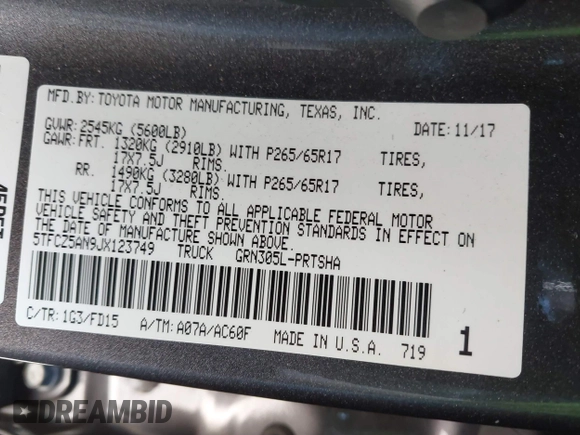 MFD.BY:TOYOTA MOTOR MANUFACTURING, TEXAS, INC.
GVWR:2545KG (5600LB) DATE:11/17
GAWR:FRT. 1320KG (2910LB) WITH P265/65R17 TIRES,
17X7.5J RIMS.
RR. 1490KG (3280LB) WITH P265/65R17 TIRES,
17X7.5J RIMS.
THIS VEHICLE CONFORMS TO ALL APPLICABLE FEDERAL MOTOR
VEHICLE SAFETY AND THEFT PREVENTION STANDARDS IN EFFECT ON
THE DATE OF MANUFACTURE SHOWN ABOVE.
5TFCZ5AN9JX123749 TRUCK GRN305L-PRTSHA
C/TR:1G3/FD15 A/TM:A07A/AC60F MADE IN U.S.A. 719 1
DREAMBID